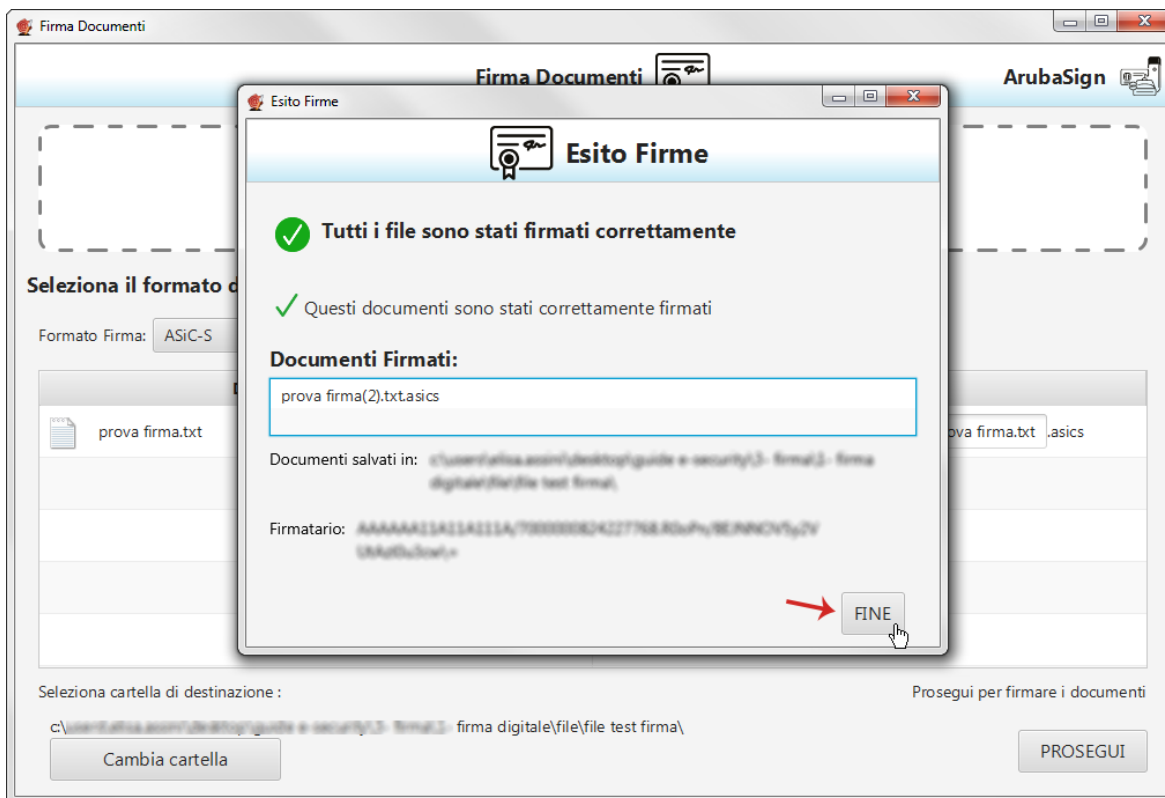 Firma Documenti
Firma Documenti
ArubaSign
Esito Firme
Esito Firme
Tutti i file sono stati firmati correttamente
Questi documenti sono stati correttamente firmati
Documenti Firmati:
prova firma(2).txt.asics
Documenti salvati in:
Firmatario:
FINE
Seleziona il formato d
Formato Firma: ASiC-S
D
prova firma.txt
ova firma.txt .asics
Seleziona cartella di destinazione :
Prosegui per firmare i documenti
c:\ firma digitale\file\file test firma\
Cambia cartella
PROSEGUI